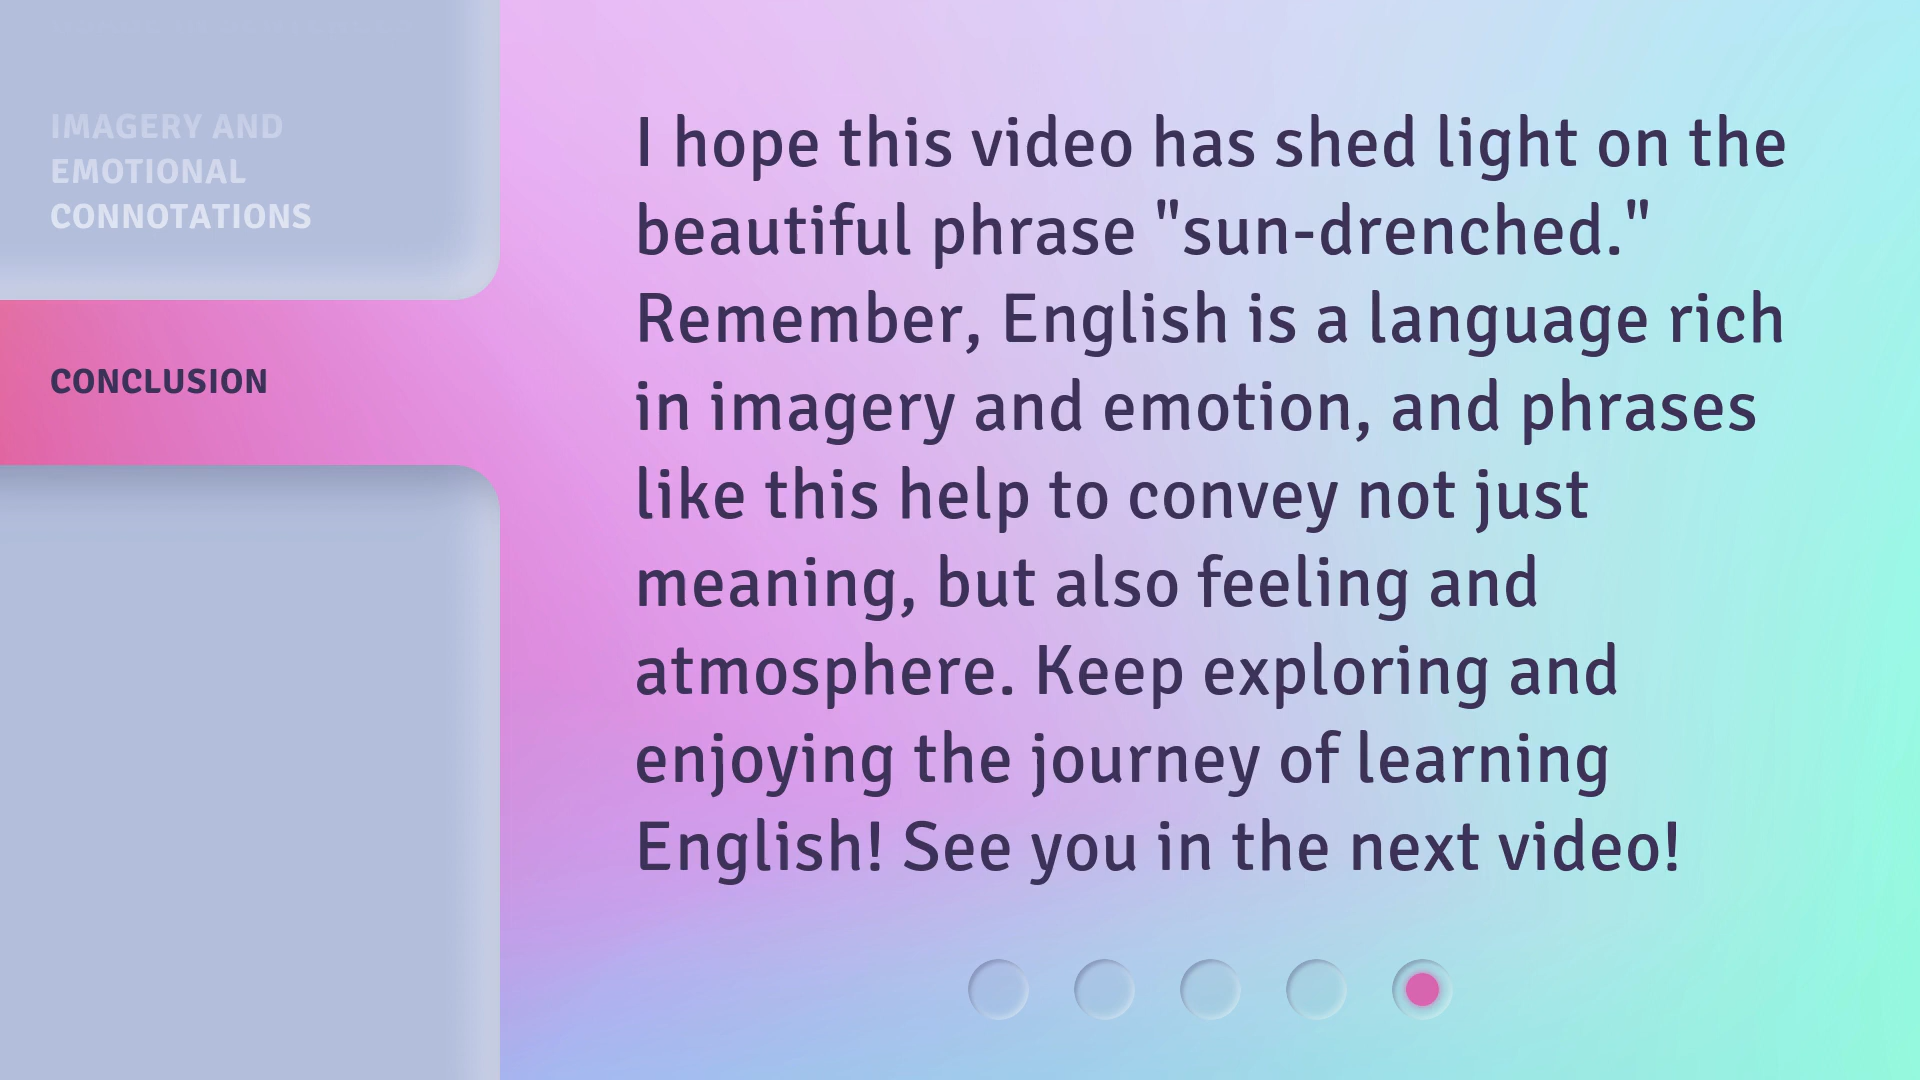 IMAGERY AND
EMOTIONAL
CONNOTATIONS
CONCLUSION
I hope this video has shed light on the
beautiful phrase "sun-drenched."
Remember, English is a language rich
in imagery and emotion, and phrases
like this help to convey not just
meaning, but also feeling and
atmosphere. Keep exploring and
enjoying the journey of learning
English! See you in the next video!